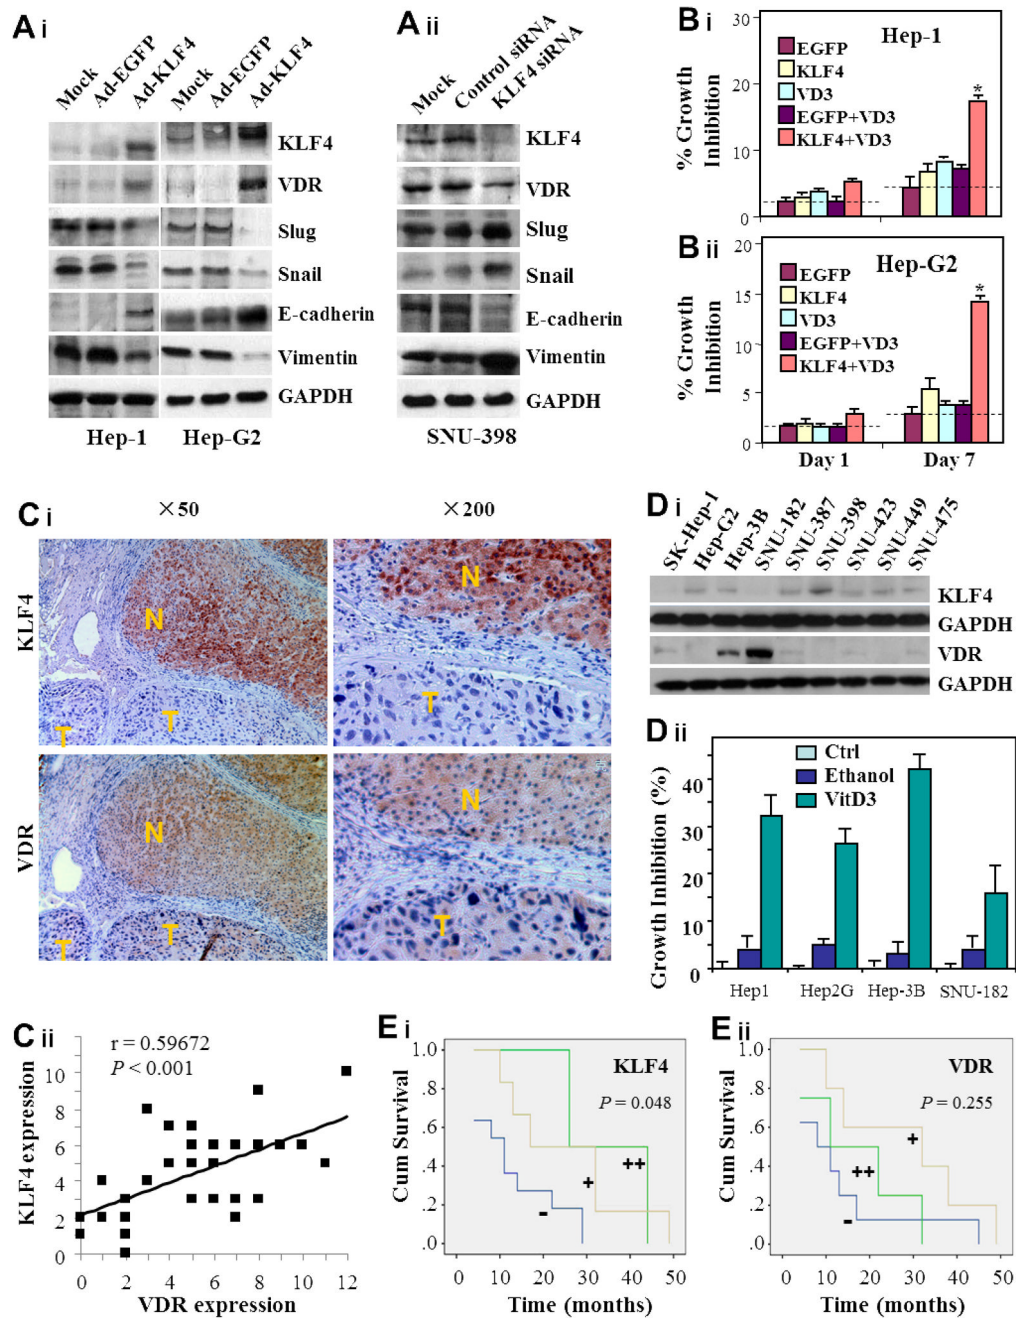 A i
Mock
Ad-EGFP
Ad-KLF4
Mock
Ad-EGFP
Ad-KLF4
KLF4
VDR
Slug
Snail
E-cadherin
Vimentin
GAPDH
Hep-1
Hep-G2
A ii
Mock
Control siRNA
KLF4 siRNA
KLF4
VDR
Slug
Snail
E-cadherin
Vimentin
GAPDH
SNU-398
B i
Hep-1
% Growth
Inhibition
30
20
10
0
EGFP
KLF4
VD3
EGFP+VD3
KLF4+VD3
*
B ii
Hep-G2
% Growth
Inhibition
20
15
10
5
0
EGFP
KLF4
VD3
EGFP+VD3
KLF4+VD3
*
Day 1
Day 7
C i
×50
×200
KLF4
N
T
T
N
T
VDR
N
T
T
N
T
D i
SK-Hep-1
Hep-G2
Hep-3B
SNU-182
SNU-387
SNU-398
SNU-423
SNU-449
SNU-475
KLF4
GAPDH
VDR
GAPDH
D ii
Ctrl
Ethanol
VitD3
Growth Inhibition (%)
40
30
20
10
0
Hep1
Hep2G
Hep-3B
SNU-182
C ii
r = 0.59672
P < 0.001
KLF4 expression
10
8
6
4
2
0
0 2 4 6 8 10 12
VDR expression
E i
KLF4
P = 0.048
Cum Survival
1.0
.8
.6
.4
.2
.0
++
+
-
0 10 20 30 40 50
Time (months)
E ii
VDR
P = 0.255
Cum Survival
1.0
.8
.6
.4
.2
.0
+
++
-
0 10 20 30 40 50
Time (months)